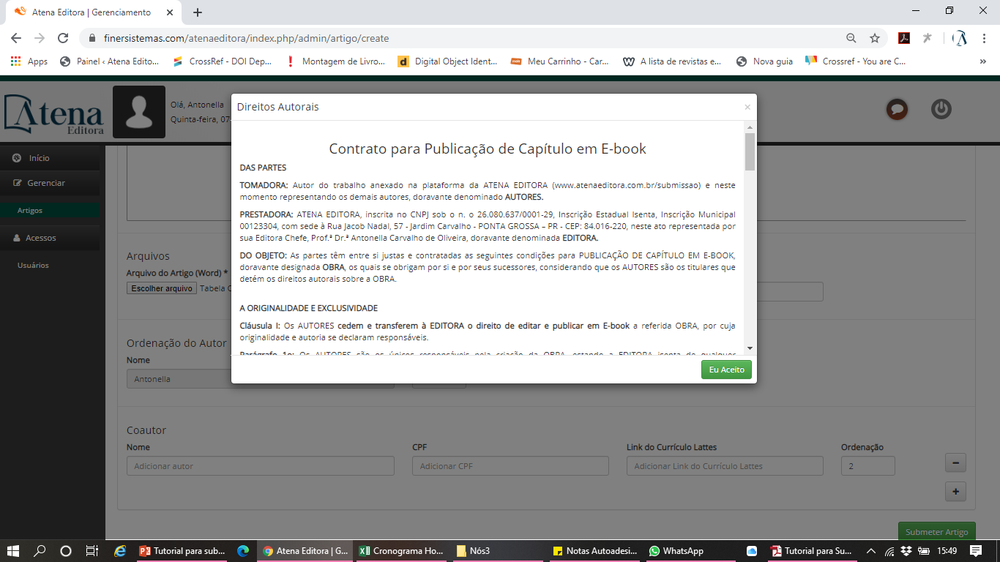 Atena Editora | Gerenciamento
finersistemas.com/atenaeditora/index.php/admin/artigo/create
Apps
Painel ‹ Atena Edito...
CrossRef - DOI Dep...
Montagem de Livro...
Digital Object Ident...
Meu Carrinho - Car...
A lista de revistas e...
Nova guia
Crossref - You are C...
»
Atena
Editora
Olá, Antonella
Quinta-feira, 07
Início
Gerenciar
Artigos
Acessos
Usuários
Direitos Autorais ×
Contrato para Publicação de Capítulo em E-book
DAS PARTES
TOMADORA: Autor do trabalho anexado na plataforma da ATENA EDITORA (www.atenaeditora.com.br/submissao) e neste
momento representando os demais autores, doravante denominado AUTORES.
PRESTADORA: ATENA EDITORA, inscrita no CNPJ sob o n. o 26.080.637/0001-29, Inscrição Estadual Isenta, Inscrição Municipal
00123304, com sede à Rua Jacob Nadal, 57 - Jardim Carvalho - PONTA GROSSA – PR - CEP: 84.016-220, neste ato representada por
sua Editora Chefe, Prof.ª Dr.ª Antonella Carvalho de Oliveira, doravante denominada EDITORA.
DO OBJETO: As partes têm entre si justas e contratadas as seguintes condições para PUBLICAÇÃO DE CAPÍTULO EM E-BOOK,
doravante designada OBRA, os quais se obrigam por si e por seus sucessores, considerando que os AUTORES são os titulares que
detém os direitos autorais sobre a OBRA.
A ORIGINALIDADE E EXCLUSIVIDADE
Cláusula I: Os AUTORES cedem e transferem à EDITORA o direito de editar e publicar em E-book a referida OBRA, por cuja
originalidade e autoria se declaram responsáveis.
Parágrafo 1o: Os AUTORES são os únicos responsáveis pela criação da OBRA, estando a EDITORA isenta de qualquer
Eu Aceito
Arquivos
Arquivo do Artigo (Word) *
Escolher arquivo Tabela C
Ordenação do Autor
Nome
Antonella
Coautor
Nome CPF Link do Currículo Lattes Ordenação
Adicionar autor Adicionar CPF Adicionar Link do Currículo Lattes 2
Submeter Artigo
Tutorial para sub...
Atena Editora | G...
Cronograma Ho...
Nós3
Notas Autoadesi...
WhatsApp
Tutorial para Su...
15:49